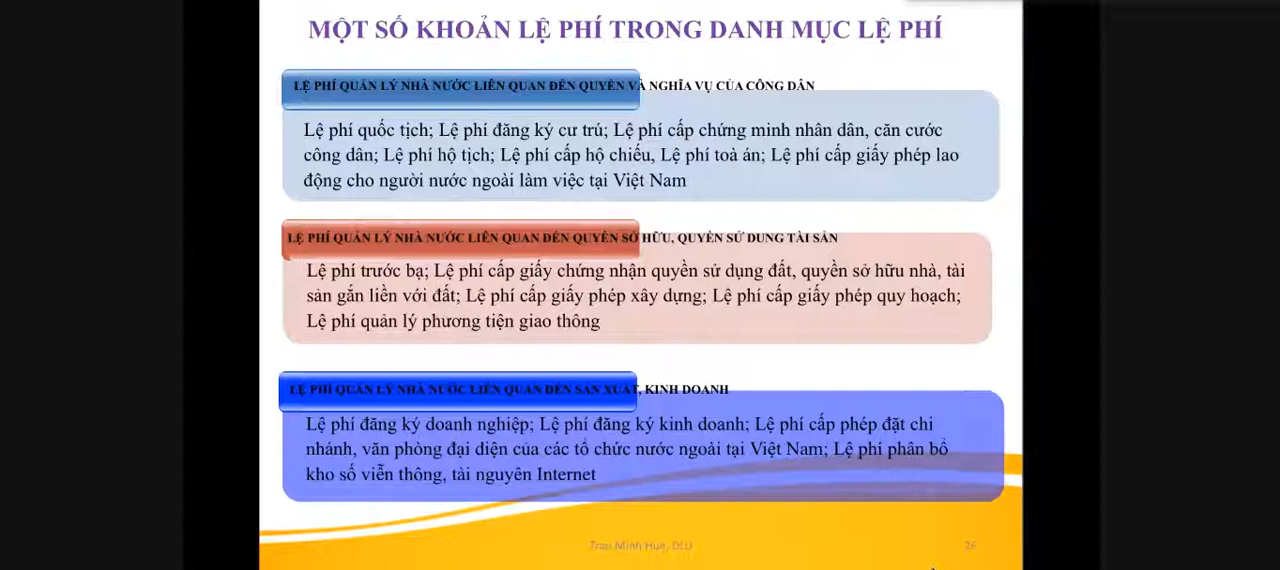 MỘT SỐ KHOẢN LỆ PHÍ TRONG DANH MỤC LỆ PHÍ
LỆ PHÍ QUẢN LÝ NHÀ NƯỚC LIÊN QUAN ĐẾN QUYỀN VÀ NGHĨA VỤ CỦA CÔNG DÂN
Lệ phí quốc tịch; Lệ phí đăng ký cư trú; Lệ phí cấp chứng minh nhân dân, căn cước
công dân; Lệ phí hộ tịch; Lệ phí cấp hộ chiếu, Lệ phí toà án; Lệ phí cấp giấy phép lao
động cho người nước ngoài làm việc tại Việt Nam
LỆ PHÍ QUẢN LÝ NHÀ NƯỚC LIÊN QUAN ĐẾN QUYỀN SỞ HỮU, QUYỀN SỬ DUNG TÀI SẢN
Lệ phí trước bạ; Lệ phí cấp giấy chứng nhận quyền sử dụng đất, quyền sở hữu nhà, tài
sản gắn liền với đất; Lệ phí cấp giấy phép xây dựng; Lệ phí cấp giấy phép quy hoạch;
Lệ phí quản lý phương tiện giao thông
LỆ PHÍ QUẢN LÝ NHÀ NƯỚC LIÊN QUAN ĐẾN SẢN XUẤT, KINH DOANH
Lệ phí đăng ký doanh nghiệp; Lệ phí đăng ký kinh doanh; Lệ phí cấp phép đặt chi
nhánh, văn phòng đại diện của các tổ chức nước ngoài tại Việt Nam; Lệ phí phân bổ
kho số viễn thông, tài nguyên Internet
Tran Minh Hue, DLU 26